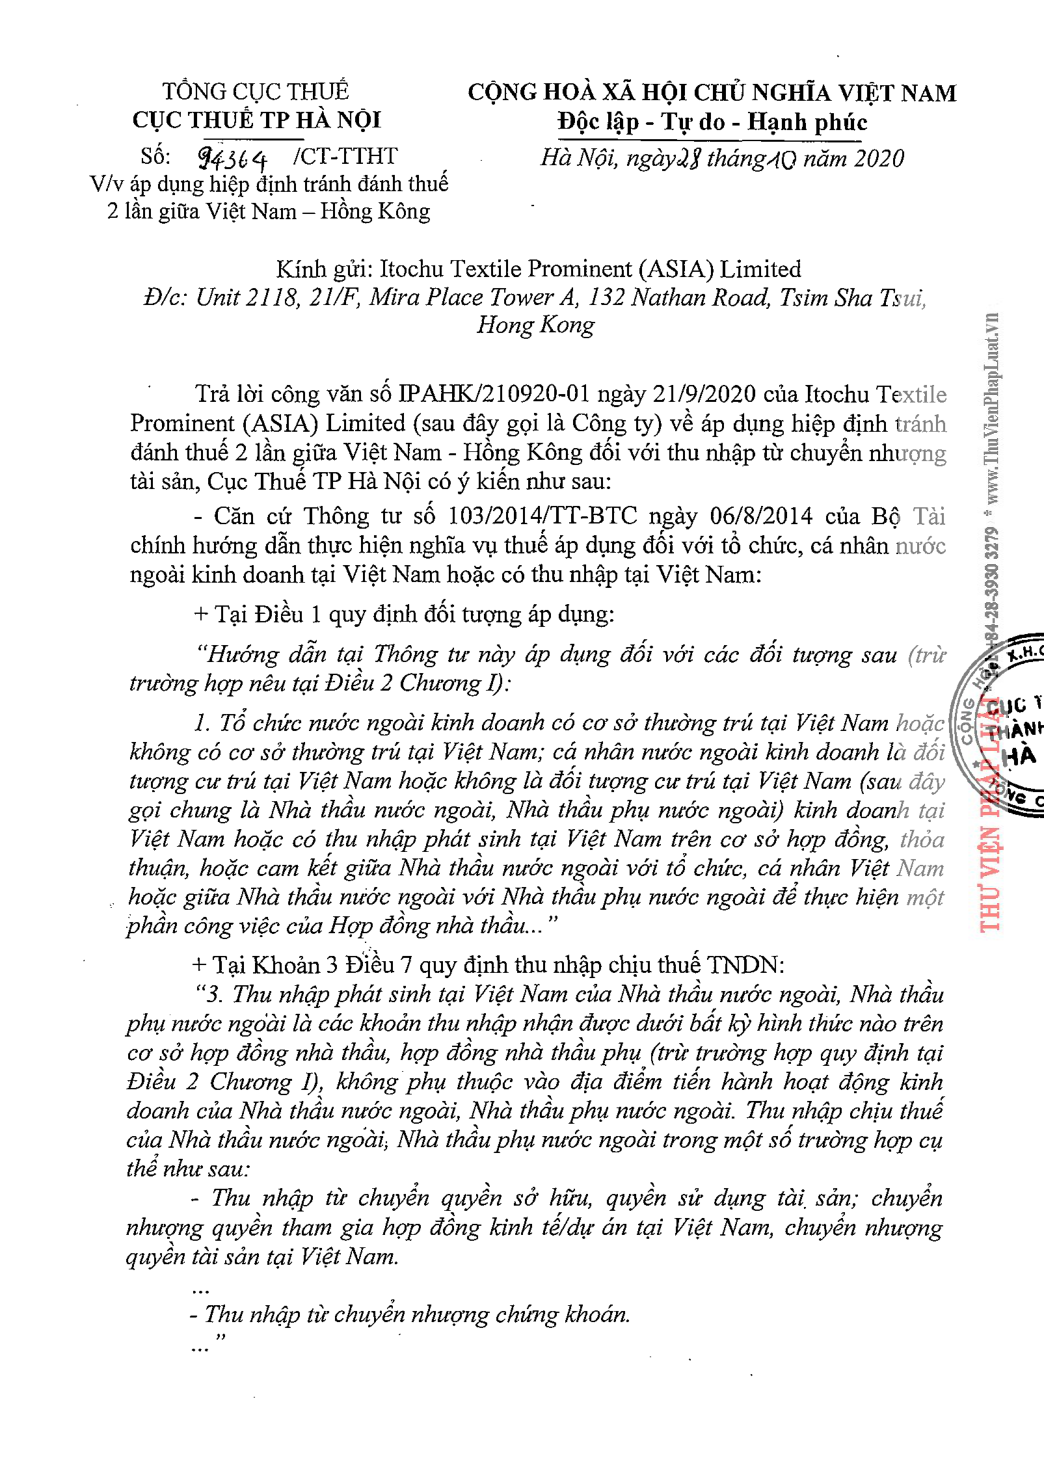 TỔNG CỤC THUẾ
CỤC THUẾ TP HÀ NỘI
Số: 94364 /CT-TTHT
V/v áp dụng hiệp định tránh đánh thuế
2 lần giữa Việt Nam – Hồng Kông
CỘNG HOÀ XÃ HỘI CHỦ NGHĨA VIỆT NAM
Độc lập - Tự do - Hạnh phúc
Hà Nội, ngày 28 tháng 10 năm 2020
Kính gửi: Itochu Textile Prominent (ASIA) Limited
Đ/c: Unit 2118, 21/F, Mira Place Tower A, 132 Nathan Road, Tsim Sha Tsui,
Hong Kong
Trả lời công văn số IPAHK/210920-01 ngày 21/9/2020 của Itochu Textile
Prominent (ASIA) Limited (sau đây gọi là Công ty) về áp dụng hiệp định tránh
đánh thuế 2 lần giữa Việt Nam - Hồng Kông đối với thu nhập từ chuyển nhượng
tài sản, Cục Thuế TP Hà Nội có ý kiến như sau:
- Căn cứ Thông tư số 103/2014/TT-BTC ngày 06/8/2014 của Bộ Tài
chính hướng dẫn thực hiện nghĩa vụ thuế áp dụng đối với tổ chức, cá nhân nước
ngoài kinh doanh tại Việt Nam hoặc có thu nhập tại Việt Nam:
+ Tại Điều 1 quy định đối tượng áp dụng:
“Hướng dẫn tại Thông tư này áp dụng đối với các đối tượng sau (trừ
trường hợp nêu tại Điều 2 Chương I):
1. Tổ chức nước ngoài kinh doanh có cơ sở thường trú tại Việt Nam hoặc
không có cơ sở thường trú tại Việt Nam; cá nhân nước ngoài kinh doanh là đối
tượng cư trú tại Việt Nam hoặc không là đối tượng cư trú tại Việt Nam (sau đây
gọi chung là Nhà thầu nước ngoài, Nhà thầu phụ nước ngoài) kinh doanh tại
Việt Nam hoặc có thu nhập phát sinh tại Việt Nam trên cơ sở hợp đồng, thỏa
thuận, hoặc cam kết giữa Nhà thầu nước ngoài với tổ chức, cá nhân Việt Nam
hoặc giữa Nhà thầu nước ngoài với Nhà thầu phụ nước ngoài để thực hiện một
phần công việc của Hợp đồng nhà thầu...”
+ Tại Khoản 3 Điều 7 quy định thu nhập chịu thuế TNDN:
“3. Thu nhập phát sinh tại Việt Nam của Nhà thầu nước ngoài, Nhà thầu
phụ nước ngoài là các khoản thu nhập nhận được dưới bất kỳ hình thức nào trên
cơ sở hợp đồng nhà thầu, hợp đồng nhà thầu phụ (trừ trường hợp quy định tại
Điều 2 Chương I), không phụ thuộc vào địa điểm tiến hành hoạt động kinh
doanh của Nhà thầu nước ngoài, Nhà thầu phụ nước ngoài. Thu nhập chịu thuế
của Nhà thầu nước ngoài, Nhà thầu phụ nước ngoài trong một số trường hợp cụ
thể như sau:
- Thu nhập từ chuyển quyền sở hữu, quyền sử dụng tài sản; chuyển
nhượng quyền tham gia hợp đồng kinh tế/dự án tại Việt Nam, chuyển nhượng
quyền tài sản tại Việt Nam.
...
- Thu nhập từ chuyển nhượng chứng khoán.
...”
THƯ VIỆN PHÁP LUẬT
+84-28-3930 3279 * www.ThuVienPhapLuat.vn
CỘNG HOÀ X.H.C
CỤC T
THÀNH
HÀ